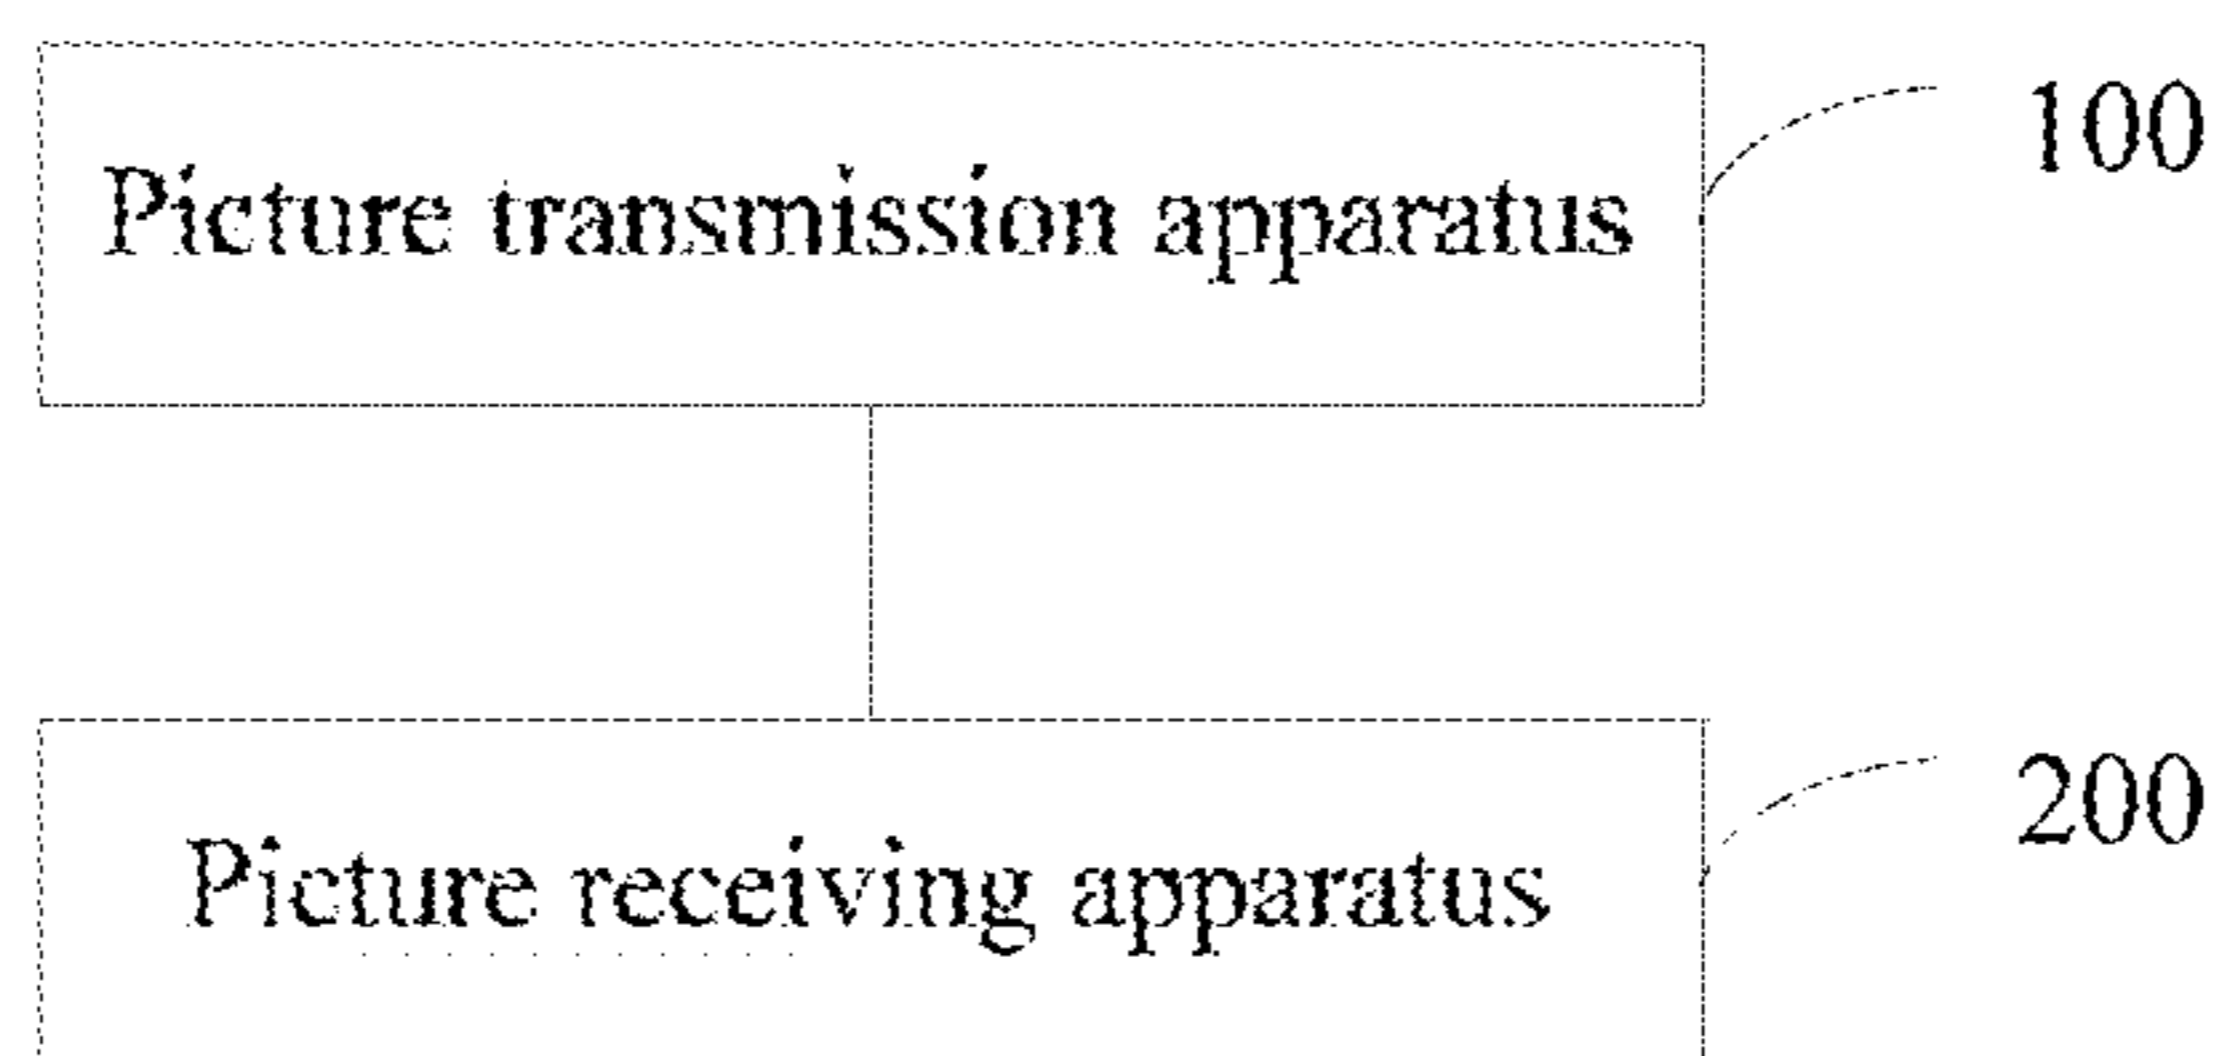 100
Picture transmission apparatus
200
Picture receiving apparatus